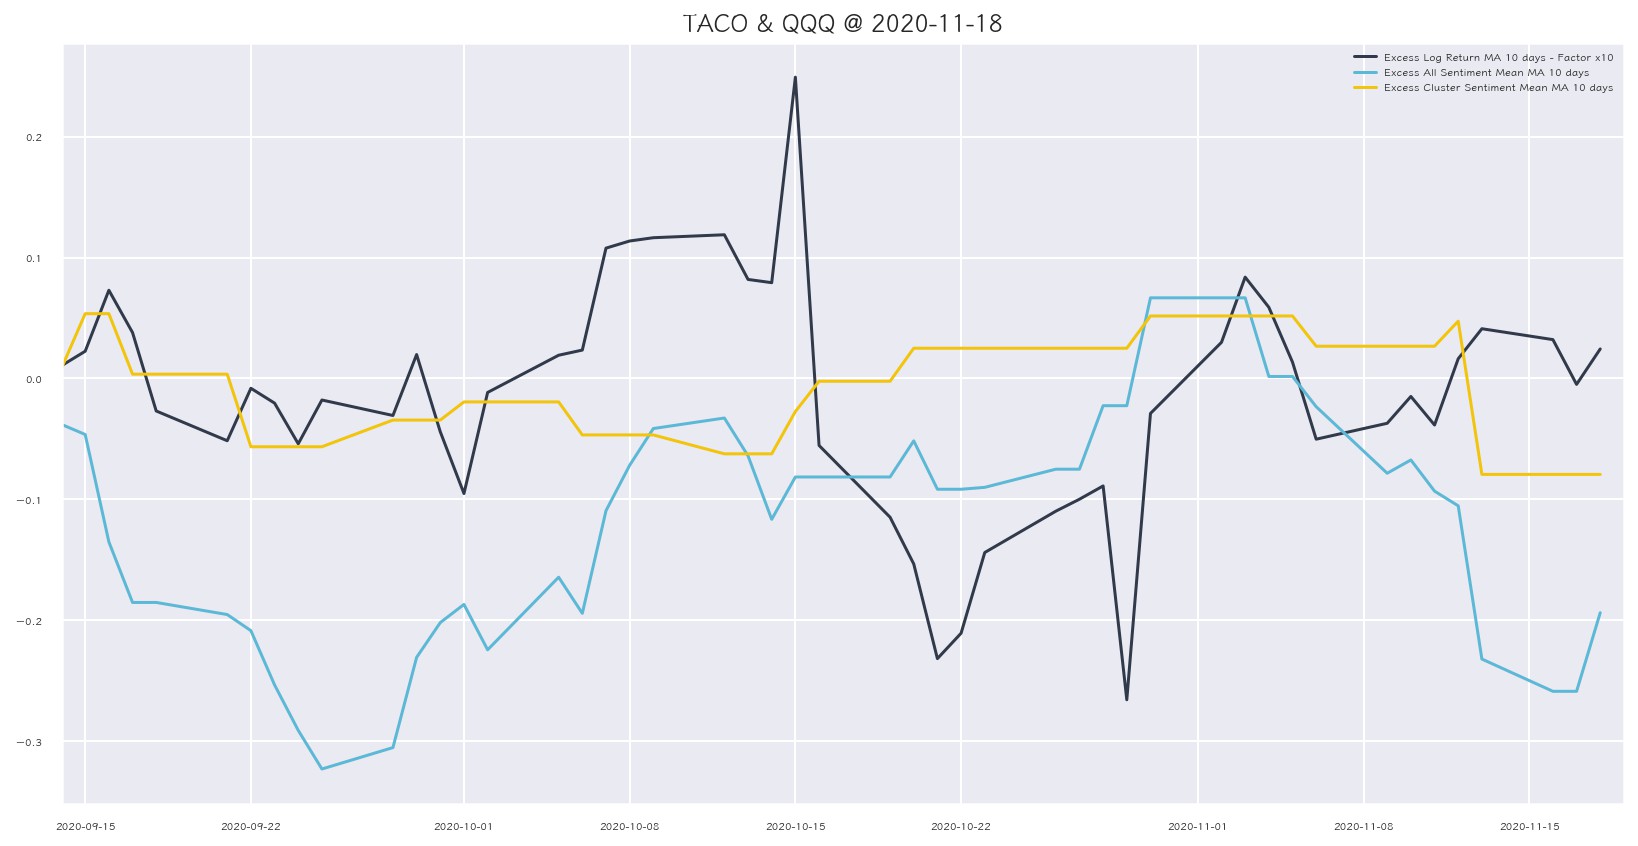 TACO & QQQ @ 2020-11-18
Excess Log Return MA 10 days - Factor x10
Excess All Sentiment Mean MA 10 days
Excess Cluster Sentiment Mean MA 10 days
0.2
0.1
0.0
−0.1
−0.2
−0.3
2020-09-15 2020-09-22 2020-10-01 2020-10-08 2020-10-15 2020-10-22 2020-11-01 2020-11-08 2020-11-15